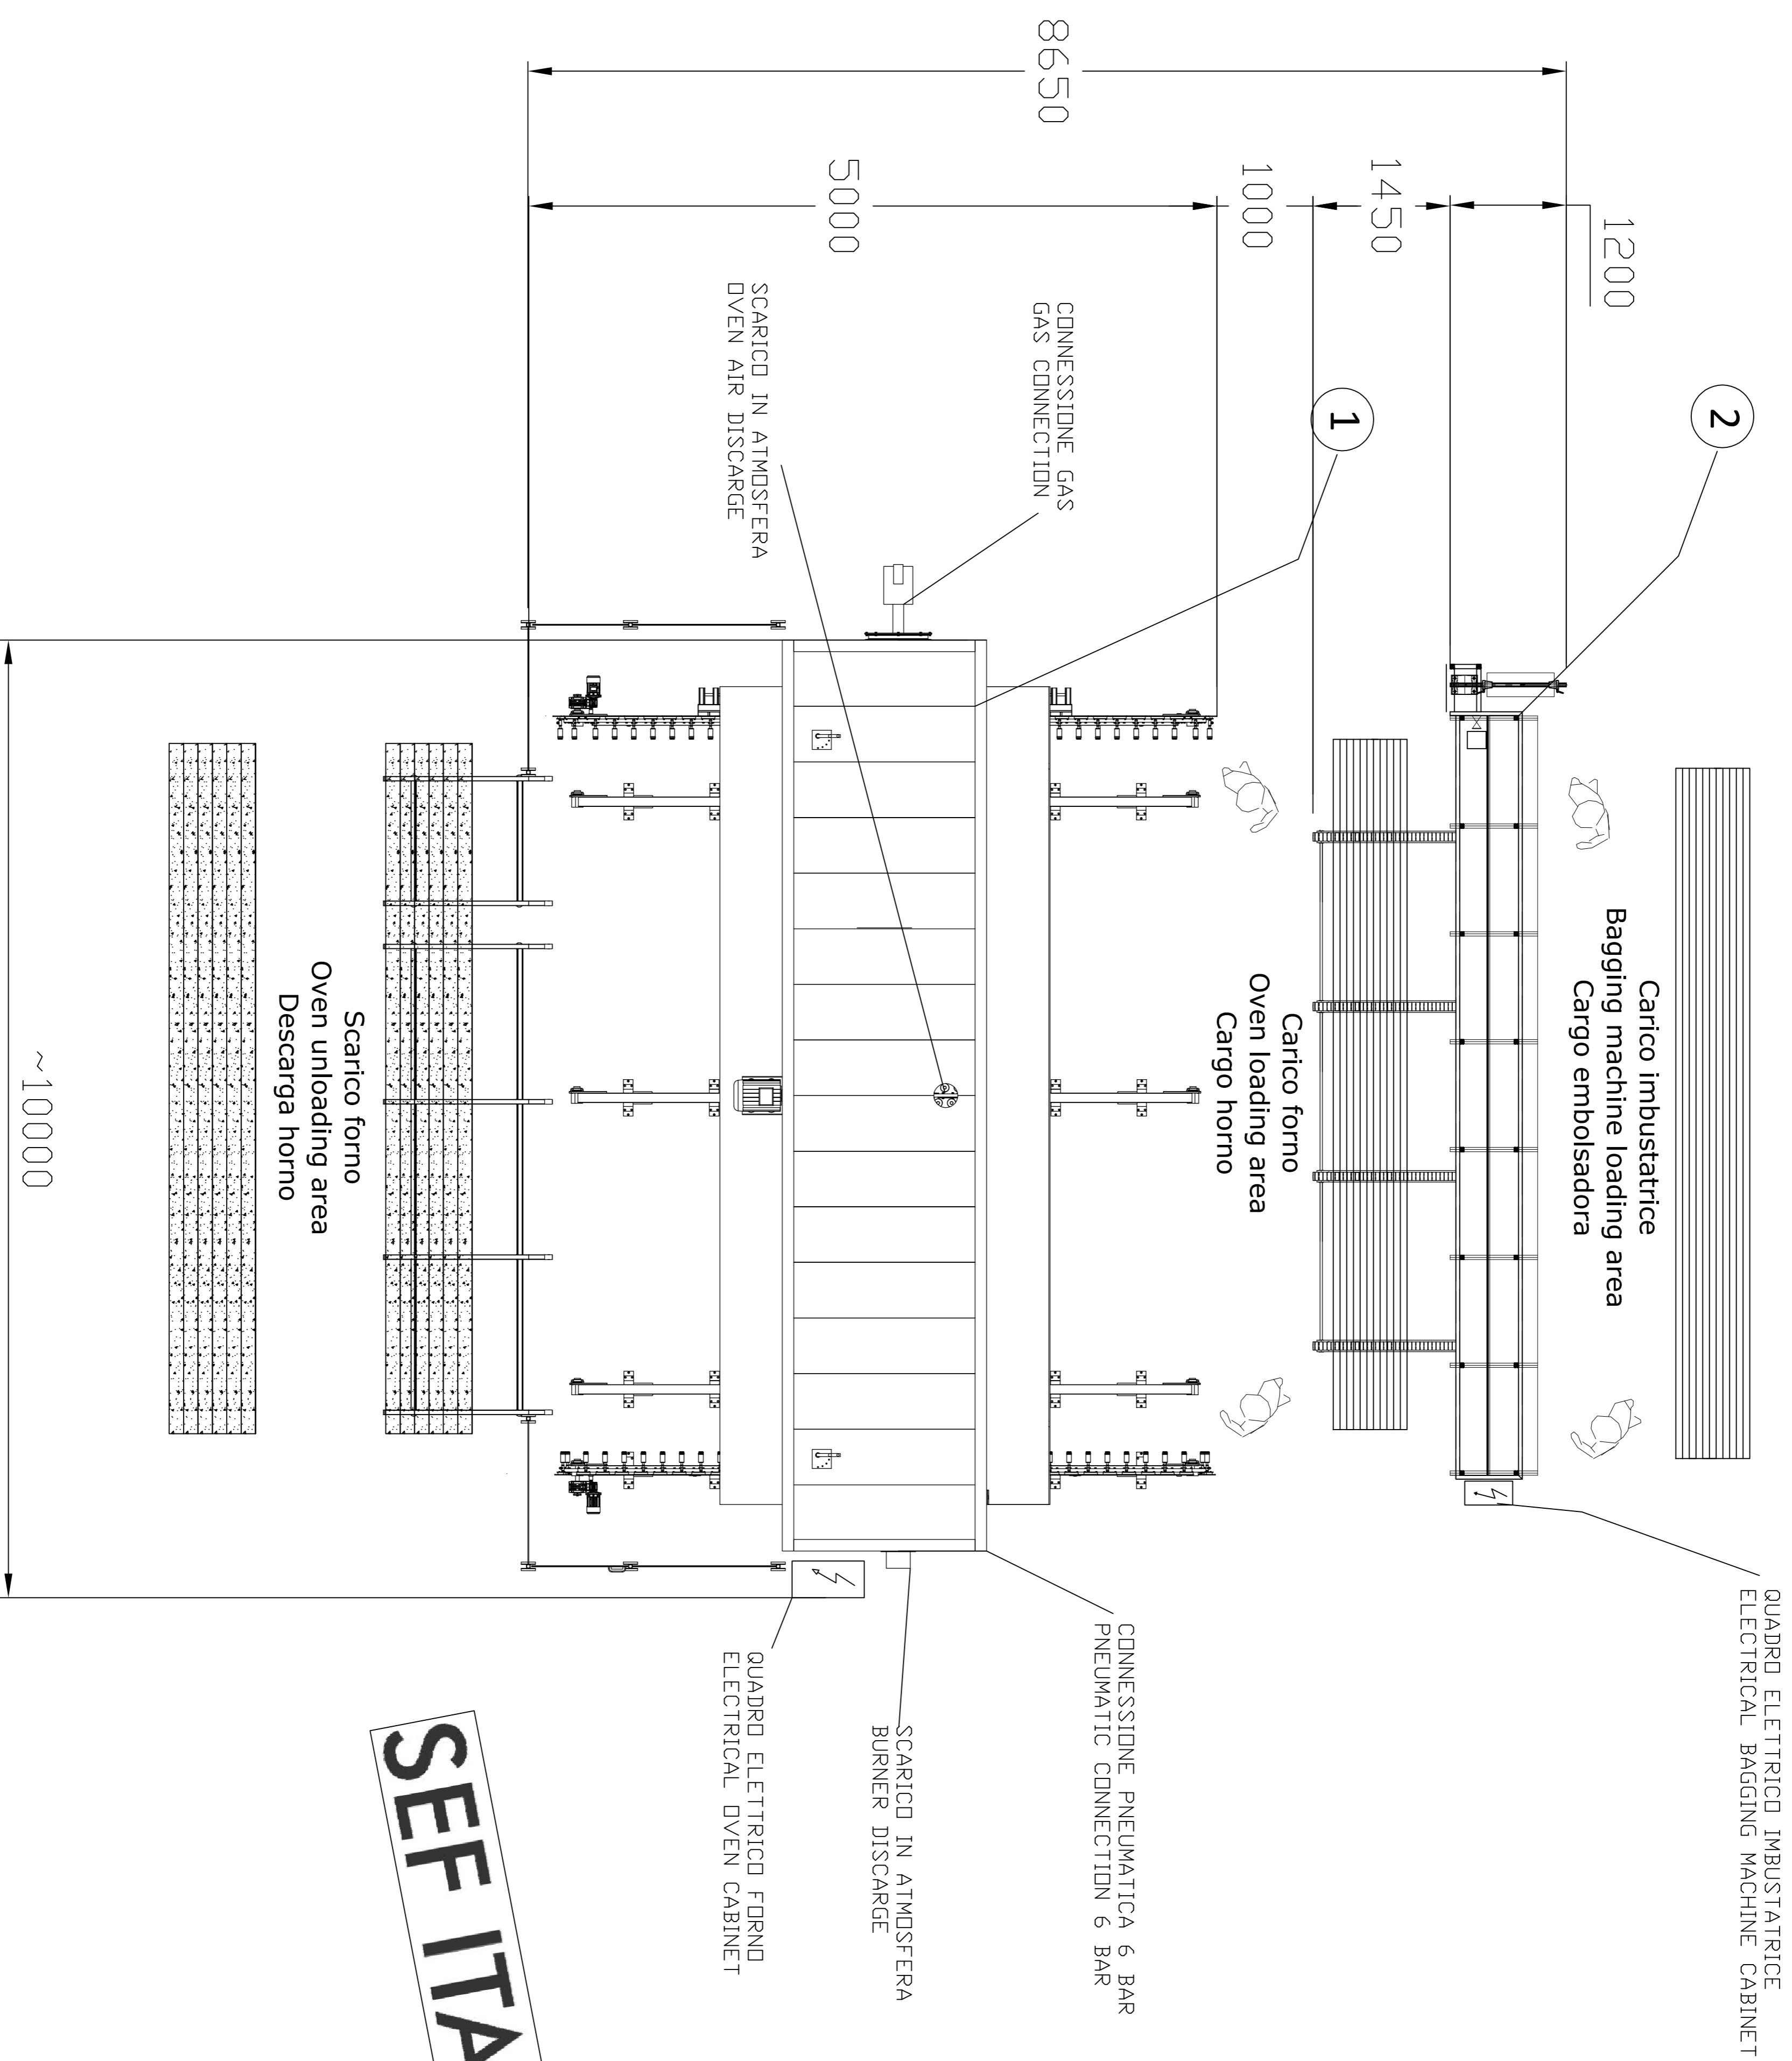 8650
5000
1000
1450
1200
2
1
CONNESSIONE GAS
GAS CONNECTION
SCARICO IN ATMOSFERA
OVEN AIR DISCARGE
Carico imbustatrice
Bagging machine loading area
Cargo embolsadora
Carico forno
Oven loading area
Cargo horno
Scarico forno
Oven unloading area
Descarga horno
~10000
QUADRO ELETTRICO IMBUSTATRICE
ELECTRICAL BAGGING MACHINE CABINET
CONNESSIONE PNEUMATICA 6 BAR
PNEUMATIC CONNECTION 6 BAR
SCARICO IN ATMOSFERA
BURNER DISCARGE
QUADRO ELETTRICO FORNO
ELECTRICAL OVEN CABINET
SEF ITA